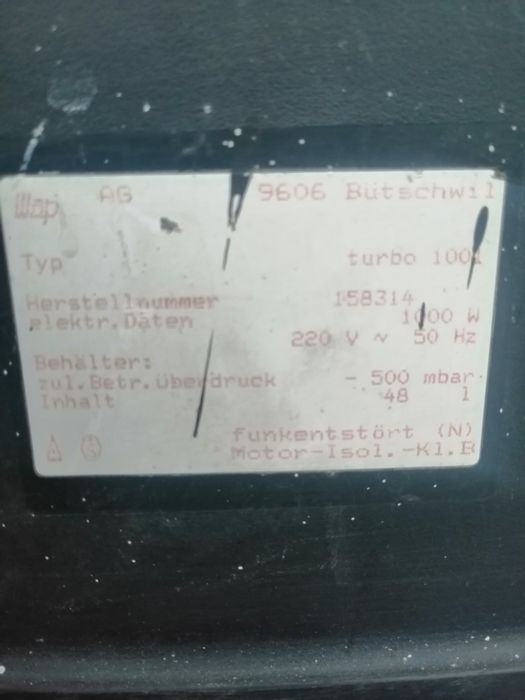 Wap AG 9606 Bütschwil
Typ turbo 1001
Herstellnummer 158314
elektr.Daten 1000 W
220 V ~ 50 Hz
Behälter:
zul.Betr.überdruck - 500 mbar
Inhalt 48 l
funkentstört (N)
Motor-Isol.-Kl.B